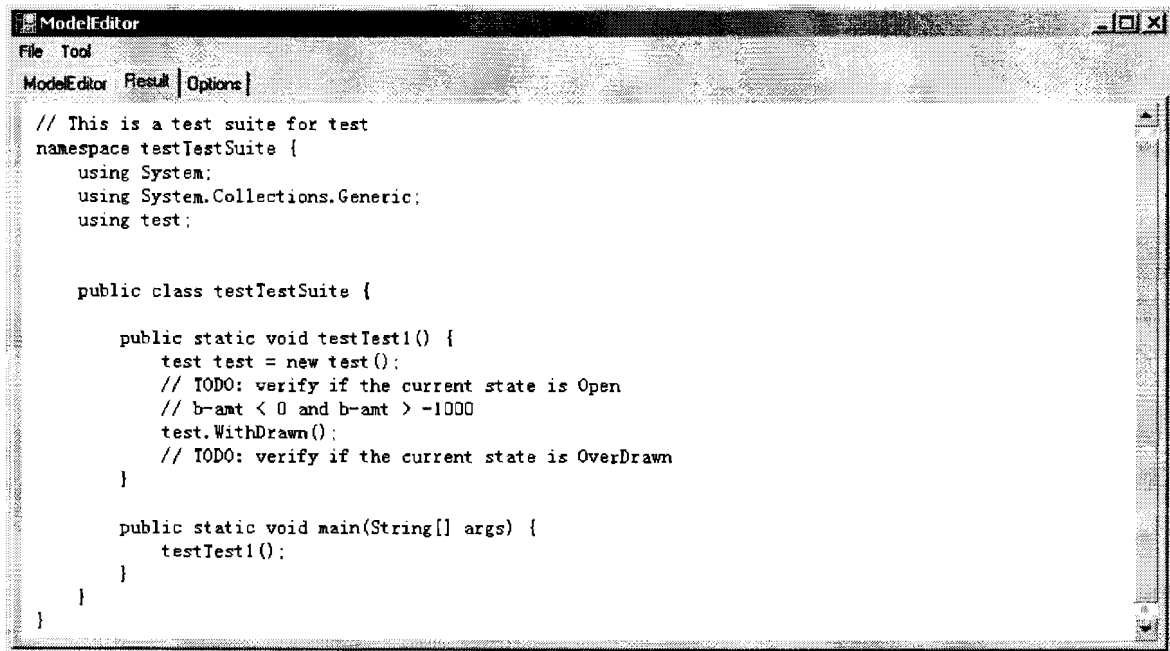 ModelEditor
File Tool
ModelEditor Result Options
// This is a test suite for test
namespace testTestSuite {
using System;
using System.Collections.Generic;
using test;
public class testTestSuite {
public static void testTest1() {
test test = new test();
// TODO: verify if the current state is Open
// b-amt < 0 and b-amt > -1000
test.WithDrawn();
// TODO: verify if the current state is OverDrawn
}
public static void main(String[] args) {
testTest1();
}
}
}